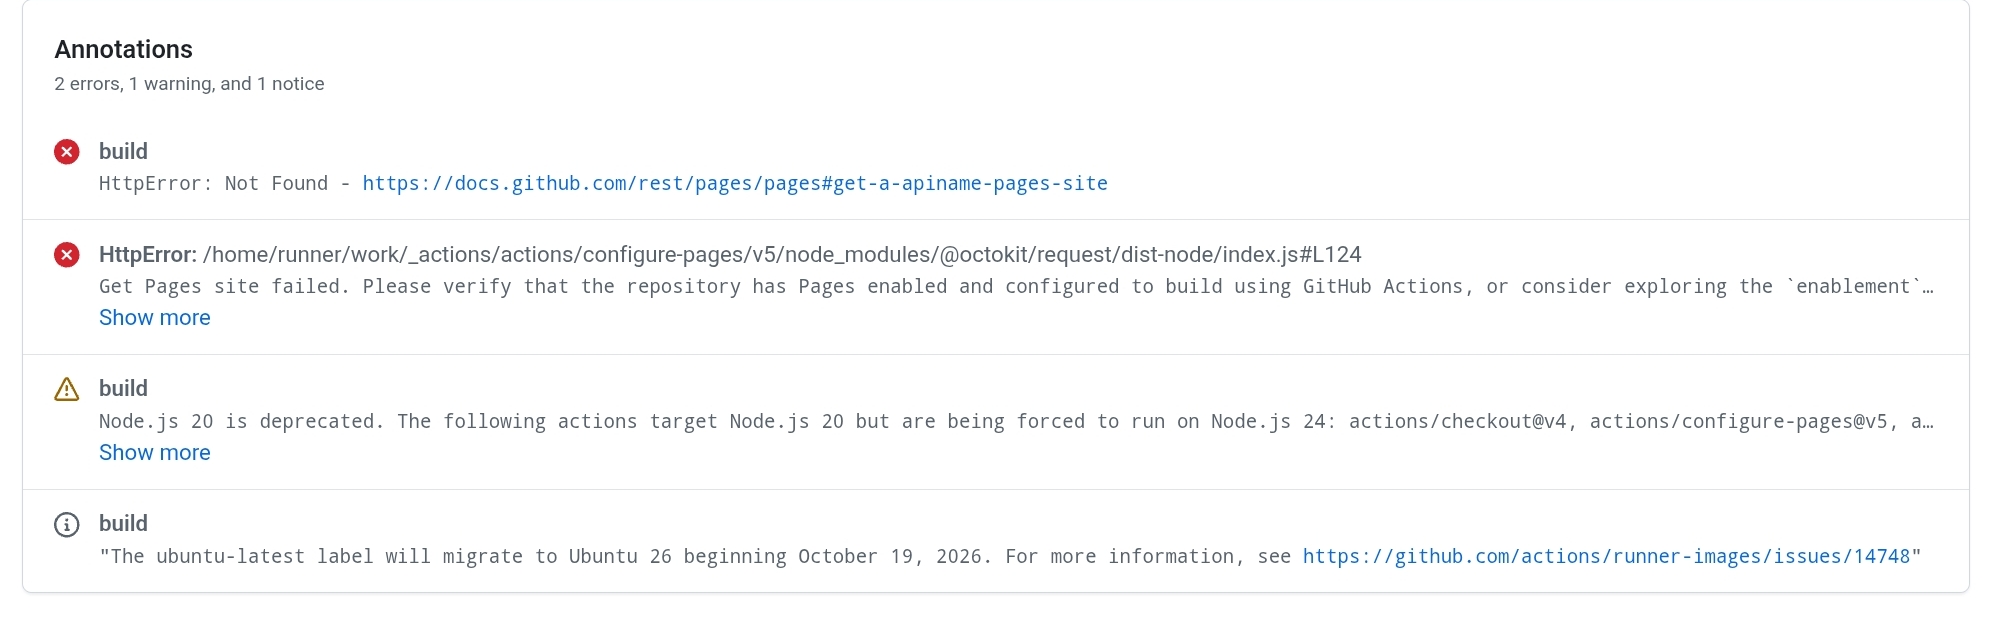 Annotations
2 errors, 1 warning, and 1 notice
build
HttpError: Not Found - https://docs.github.com/rest/pages/pages#get-a-apiname-pages-site
HttpError: /home/runner/work/_actions/actions/configure-pages/v5/node_modules/@octokit/request/dist-node/index.js#L124
Get Pages site failed. Please verify that the repository has Pages enabled and configured to build using GitHub Actions, or consider exploring the `enablement`…
Show more
build
Node.js 20 is deprecated. The following actions target Node.js 20 but are being forced to run on Node.js 24: actions/checkout@v4, actions/configure-pages@v5, a…
Show more
build
"The ubuntu-latest label will migrate to Ubuntu 26 beginning October 19, 2026. For more information, see https://github.com/actions/runner-images/issues/14748"